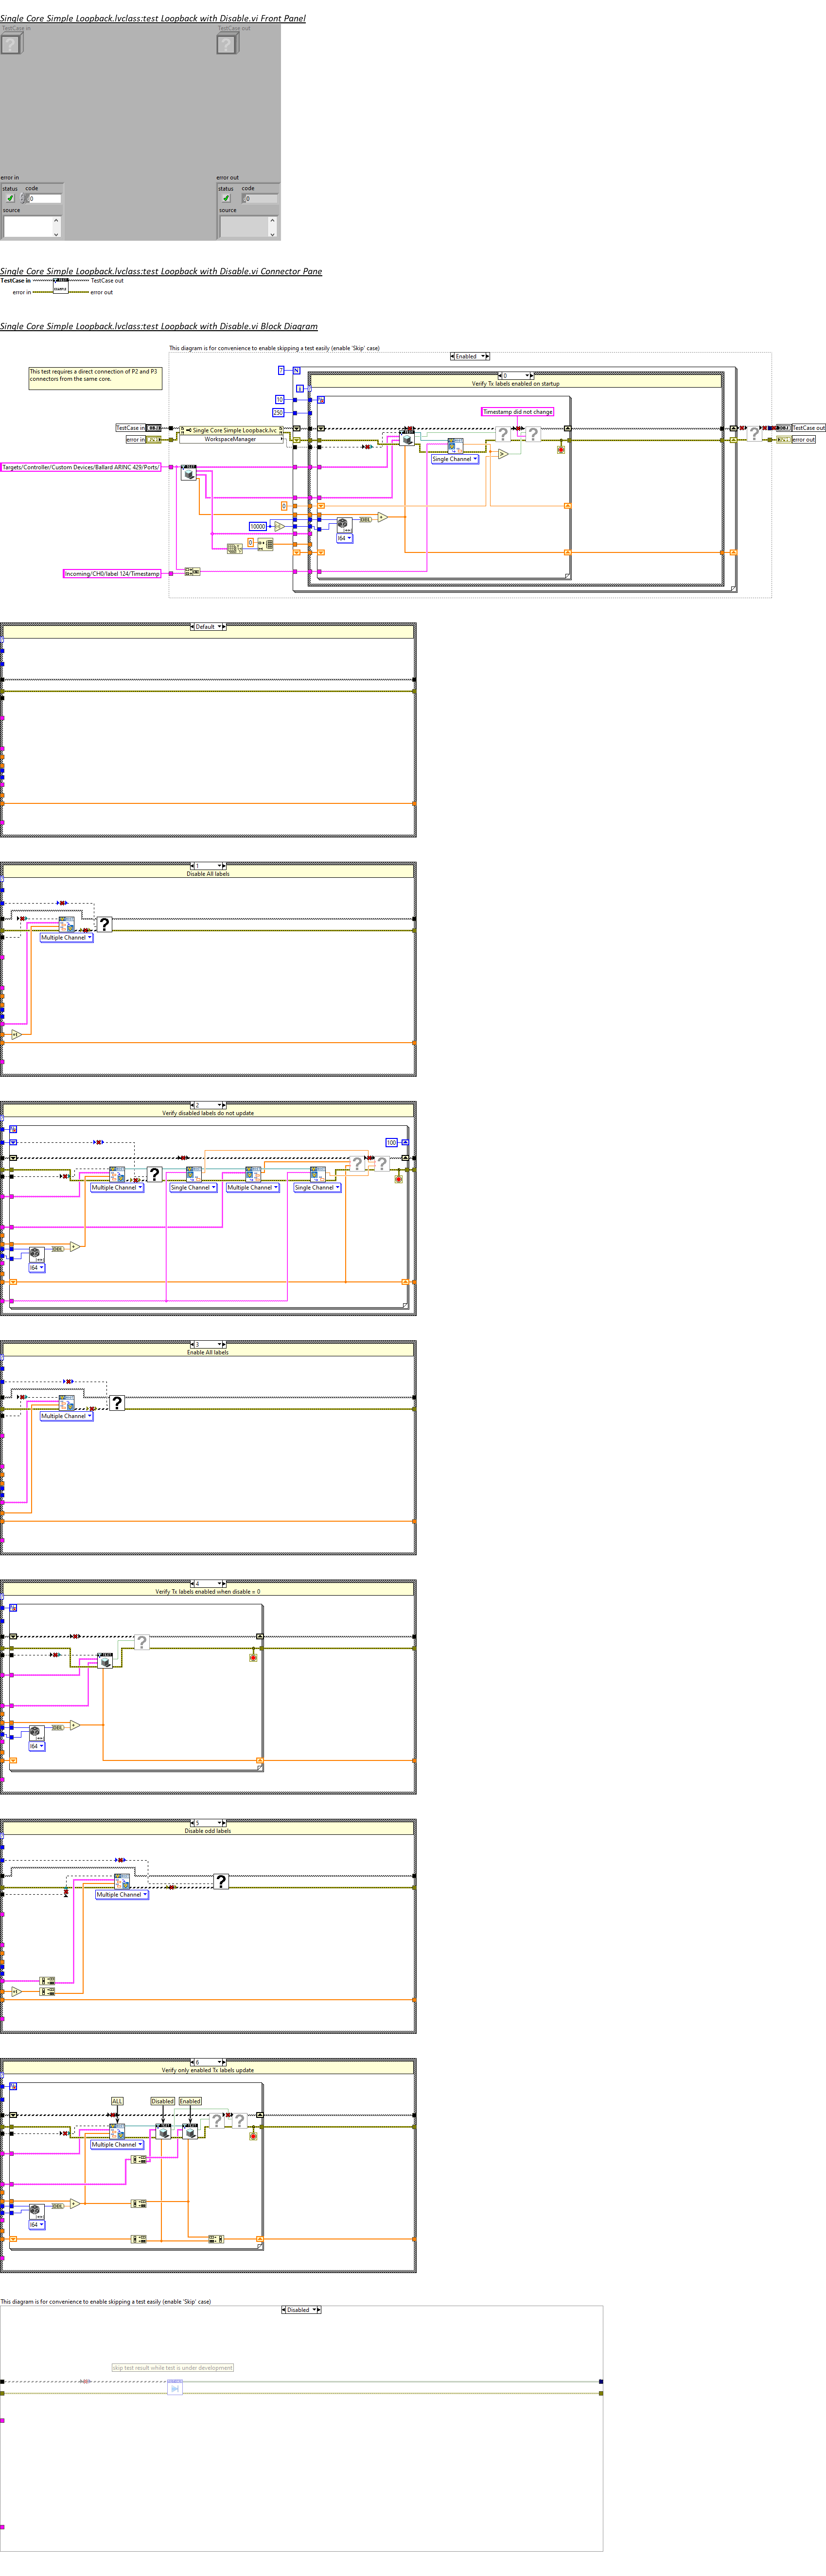 Single Core Simple Loopback.lvclass:test Loopback with Disable.vi Front Panel
TestCase in
TestCase out
error in
error out
status code
0
source
status code
0
source
Single Core Simple Loopback.lvclass:test Loopback with Disable.vi Connector Pane
TestCase in
TestCase out
error in
error out
Single Core Simple Loopback.lvclass:test Loopback with Disable.vi Block Diagram
This diagram is for convenience to enable skipping a test easily (enable 'Skip' case)
Enabled
This test requires a direct connection of P2 and P3
connectors from the same core.
7
N
0
Verify Tx labels enabled on startup
i
10
250
Timestamp did not change
TestCase in
Single Core Simple Loopback.lvc
TestCase out
error in
WorkspaceManager
error out
Single Channel
Targets/Controller/Custom Devices/Ballard ARINC 429/Ports/
0
10000
I64
0
Incoming/CH0/label 124/Timestamp
Default
1
Disable All labels
?
Multiple Channel
2
Verify disabled labels do not update
100
? ? ?
Multiple Channel
Single Channel
Multiple Channel
Single Channel
I64
3
Enable All labels
?
Multiple Channel
4
Verify Tx labels enabled when disable = 0
?
I64
5
Disable odd labels
?
Multiple Channel
6
Verify only enabled Tx labels update
ALL
Disabled
Enabled
? ?
Multiple Channel
I64
This diagram is for convenience to enable skipping a test easily (enable 'Skip' case)
Disabled
skip test result while test is under development